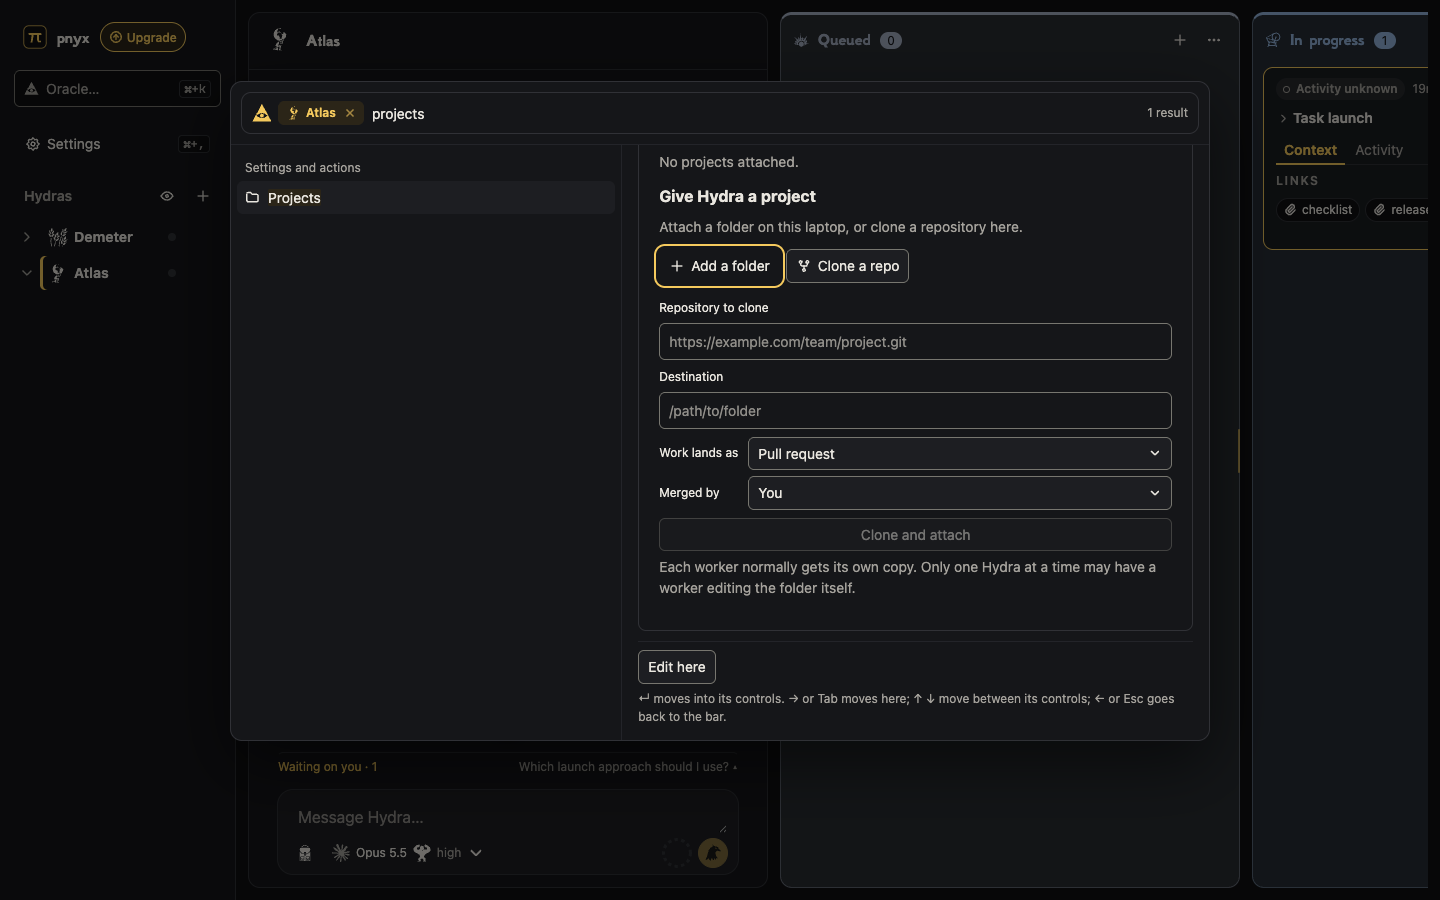 pnyx
Upgrade
Oracle...
⌘+k
Settings
⌘+,
Hydras
Demeter
Atlas
Atlas
Queued 0
In progress 1
Activity unknown
Task launch
Context Activity
LINKS
checklist
Atlas × projects
1 result
Settings and actions
Projects
No projects attached.
Give Hydra a project
Attach a folder on this laptop, or clone a repository here.
+ Add a folder
Clone a repo
Repository to clone
https://example.com/team/project.git
Destination
/path/to/folder
Work lands as Pull request
Merged by You
Clone and attach
Each worker normally gets its own copy. Only one Hydra at a time may have a
worker editing the folder itself.
Edit here
↵ moves into its controls. → or Tab moves here; ↑ ↓ move between its controls; ← or Esc goes
back to the bar.
Waiting on you · 1
Which launch approach should I use?
Message Hydra...
Opus 5.5 high